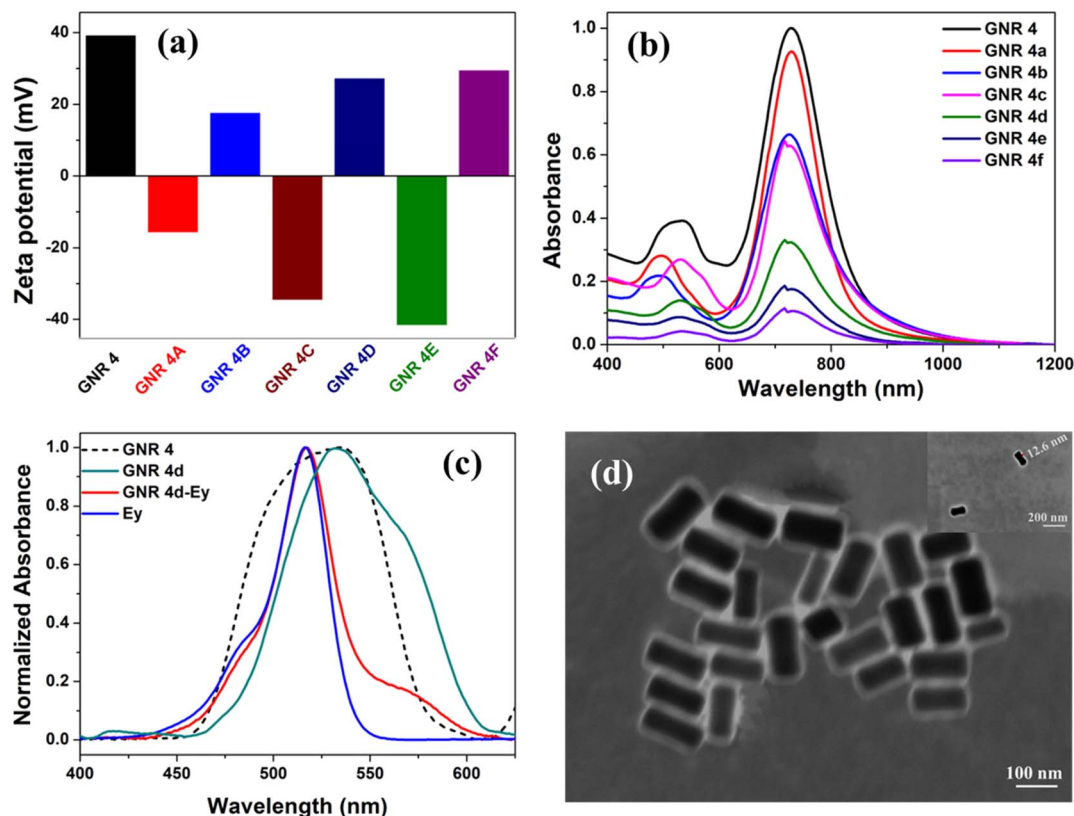 (a)
Zeta potential (mV)
40
20
0
-20
-40
GNR 4
GNR 4A
GNR 4B
GNR 4C
GNR 4D
GNR 4E
GNR 4F
(b)
GNR 4
GNR 4a
GNR 4b
GNR 4c
GNR 4d
GNR 4e
GNR 4f
Absorbance
1.0
0.8
0.6
0.4
0.2
0.0
400 600 800 1000 1200
Wavelength (nm)
(c)
GNR 4
GNR 4d
GNR 4d-Ey
Ey
Normalized Absorbance
1.0
0.8
0.6
0.4
0.2
0.0
400 450 500 550 600
Wavelength (nm)
(d)
12.6 nm
200 nm
100 nm